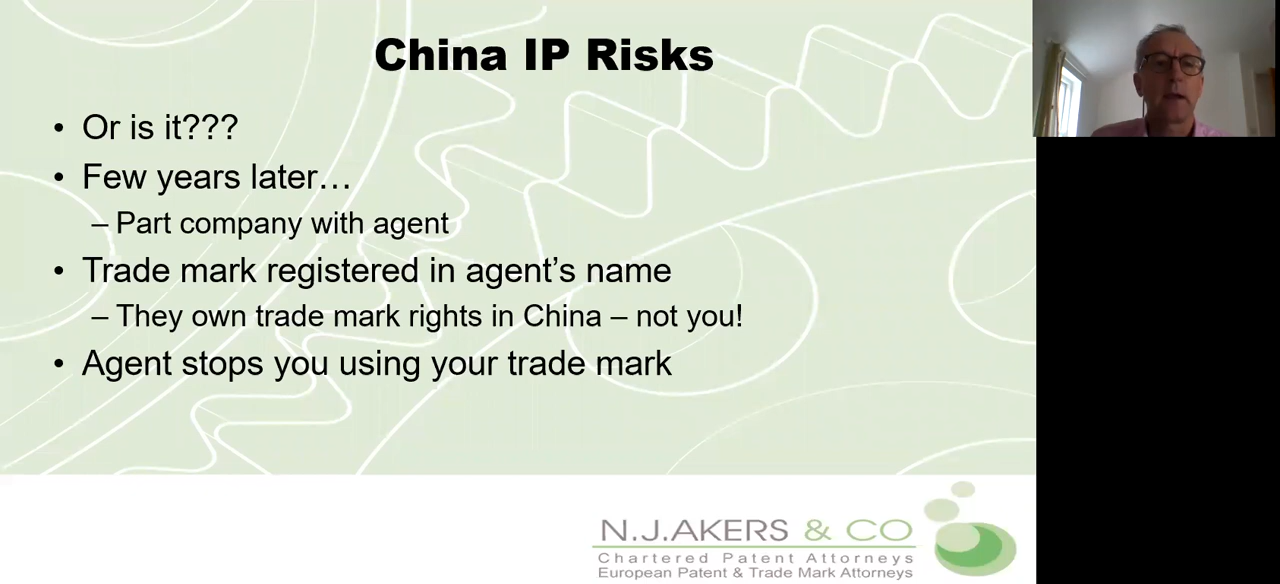 China IP Risks
• Or is it???
• Few years later…
– Part company with agent
• Trade mark registered in agent’s name
– They own trade mark rights in China – not you!
• Agent stops you using your trade mark
N.J.AKERS & CO
Chartered Patent Attorneys
European Patent & Trade Mark Attorneys